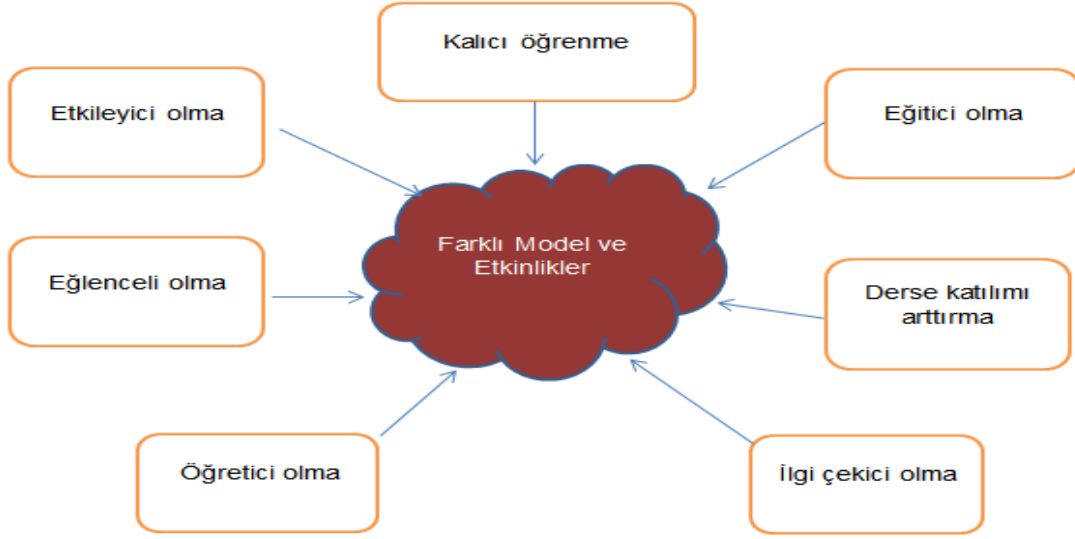 Kalıcı öğrenme
Etkileyici olma
Eğitici olma
Farklı Model ve
Etkinlikler
Eğlenceli olma
Derse katılımı
arttırma
Öğretici olma
İlgi çekici olma